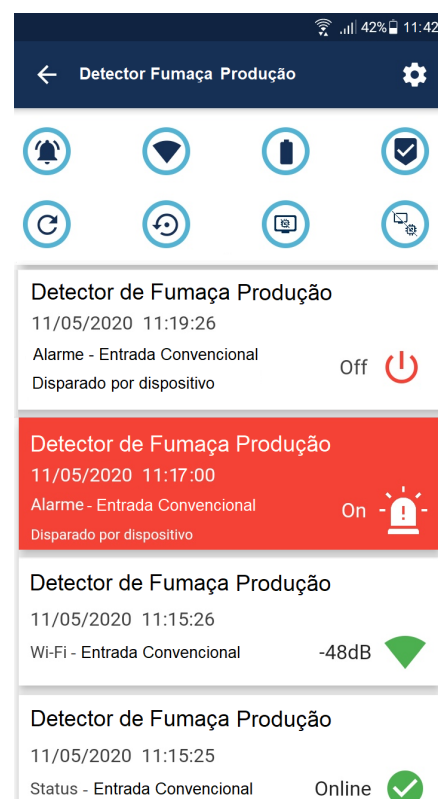 42% 11:42
Detector Fumaça Produção
Detector de Fumaça Produção
11/05/2020 11:19:26
Alarme - Entrada Convencional
Off
Disparado por dispositivo
Detector de Fumaça Produção
11/05/2020 11:17:00
Alarme - Entrada Convencional
On
Disparado por dispositivo
Detector de Fumaça Produção
11/05/2020 11:15:26
Wi-Fi - Entrada Convencional -48dB
Detector de Fumaça Produção
11/05/2020 11:15:25
Status - Entrada Convencional Online